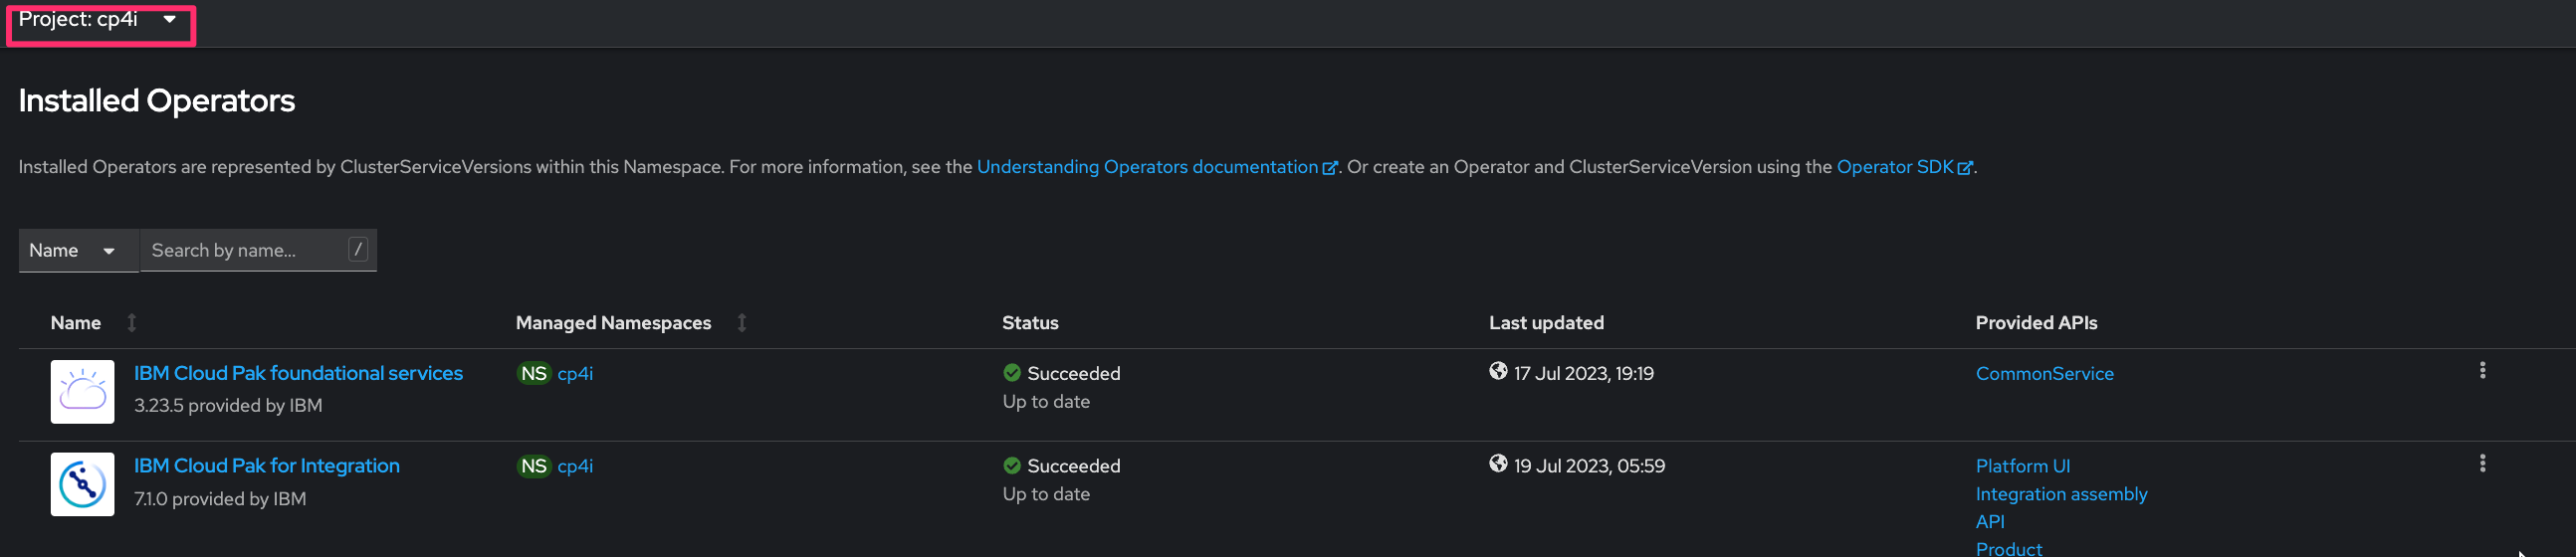 Project: cp4i
Installed Operators
Installed Operators are represented by ClusterServiceVersions within this Namespace. For more information, see the Understanding Operators documentation. Or create an Operator and ClusterServiceVersion using the Operator SDK.
Name Search by name... /
Name Managed Namespaces Status Last updated Provided APIs
IBM Cloud Pak foundational services NS cp4i Succeeded 17 Jul 2023, 19:19 CommonService
3.23.5 provided by IBM Up to date
IBM Cloud Pak for Integration NS cp4i Succeeded 19 Jul 2023, 05:59 Platform UI
7.1.0 provided by IBM Up to date Integration assembly
API
Product